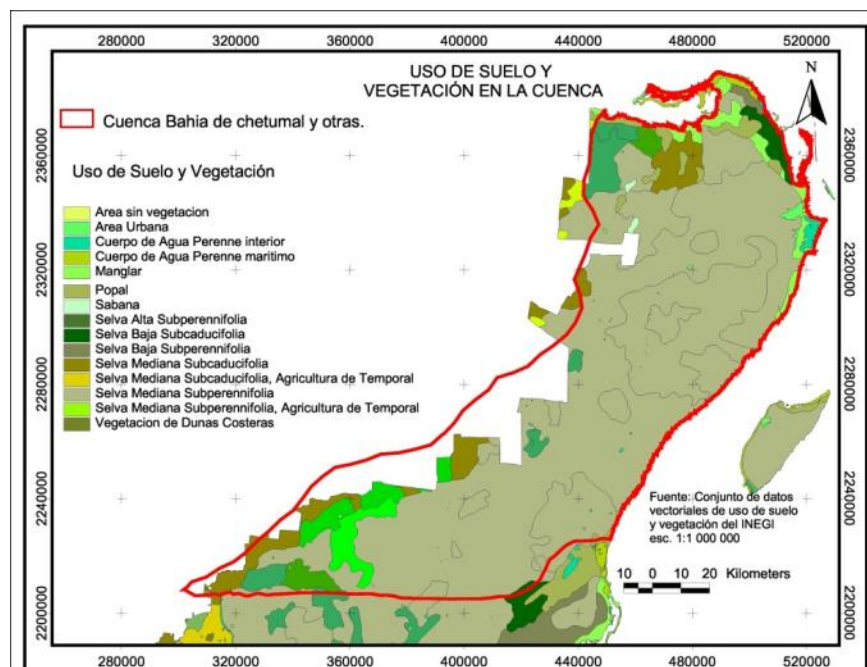 280000 320000 360000 400000 440000 480000 520000
USO DE SUELO Y
VEGETACIÓN EN LA CUENCA
N
Cuenca Bahia de chetumal y otras.
Uso de Suelo y Vegetación
Area sin vegetacion
Area Urbana
Cuerpo de Agua Perenne interior
Cuerpo de Agua Perenne maritimo
Manglar
Popal
Sabana
Selva Alta Subperennifolia
Selva Baja Subcaducifolia
Selva Baja Subperennifolia
Selva Mediana Subcaducifolia
Selva Mediana Subcaducifolia, Agricultura de Temporal
Selva Mediana Subperennifolia
Selva Mediana Subperennifolia, Agricultura de Temporal
Vegetacion de Dunas Costeras
2360000
2320000
2280000
2240000
2200000
2360000
2320000
2280000
2240000
2200000
Fuente: Conjunto de datos
vectoriales de uso de suelo
y vegetación del INEGI
esc. 1:1 000 000
10 0 10 20 Kilometers
280000 320000 360000 400000 440000 480000 520000